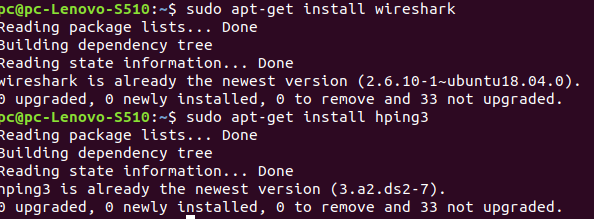 pc@pc-Lenovo-S510:~$ sudo apt-get install wireshark
Reading package lists... Done
Building dependency tree
Reading state information... Done
wireshark is already the newest version (2.6.10-1~ubuntu18.04.0).
0 upgraded, 0 newly installed, 0 to remove and 33 not upgraded.
pc@pc-Lenovo-S510:~$ sudo apt-get install hping3
Reading package lists... Done
Building dependency tree
Reading state information... Done
hping3 is already the newest version (3.a2.ds2-7).
0 upgraded, 0 newly installed, 0 to remove and 33 not upgraded.